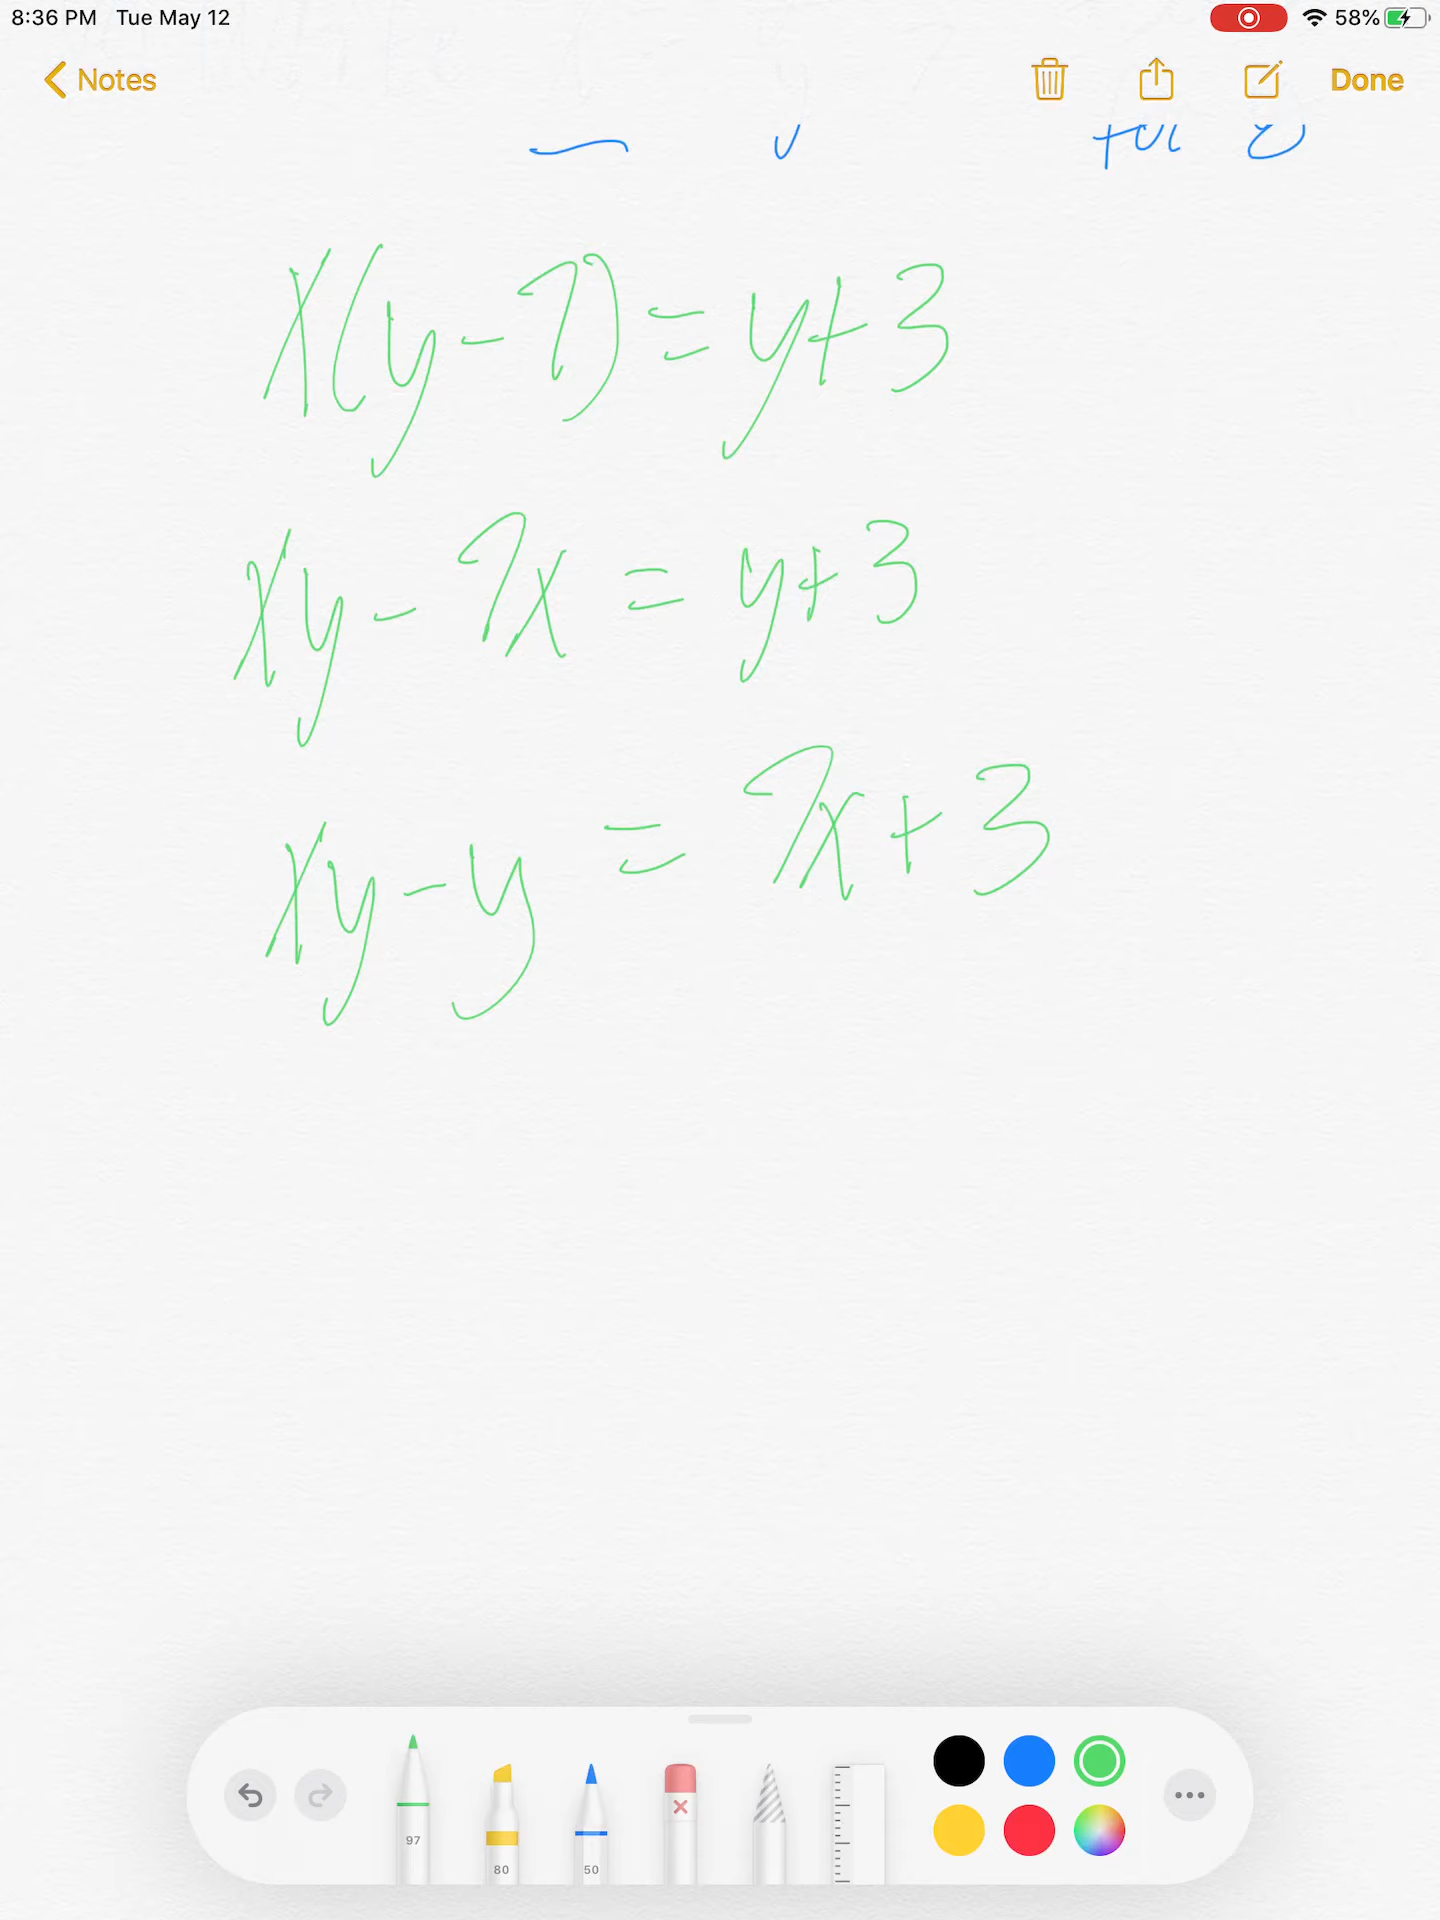 8:36 PM Tue May 12 58%
Notes Done
x(y-7)=y+3
xy-7x=y+3
xy-y=7x+3
97 80 50